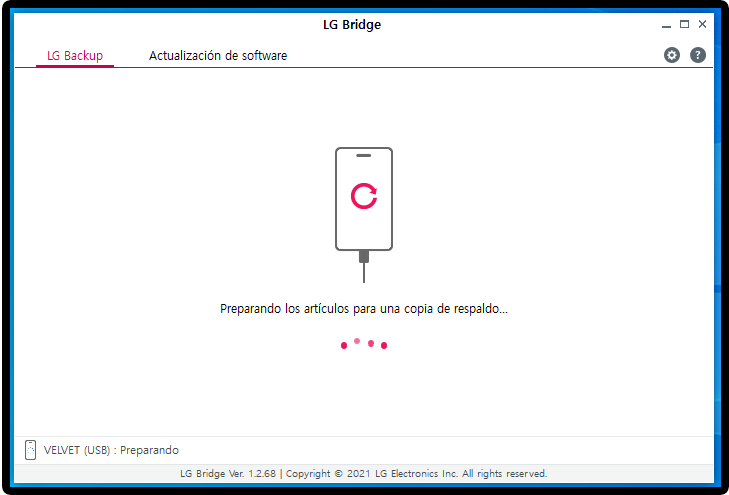 LG Bridge
LG Backup
Actualización de software
?
Preparando los artículos para una copia de respaldo...
VELVET (USB) : Preparando
LG Bridge Ver. 1.2.68 | Copyright © 2021 LG Electronics Inc. All rights reserved.